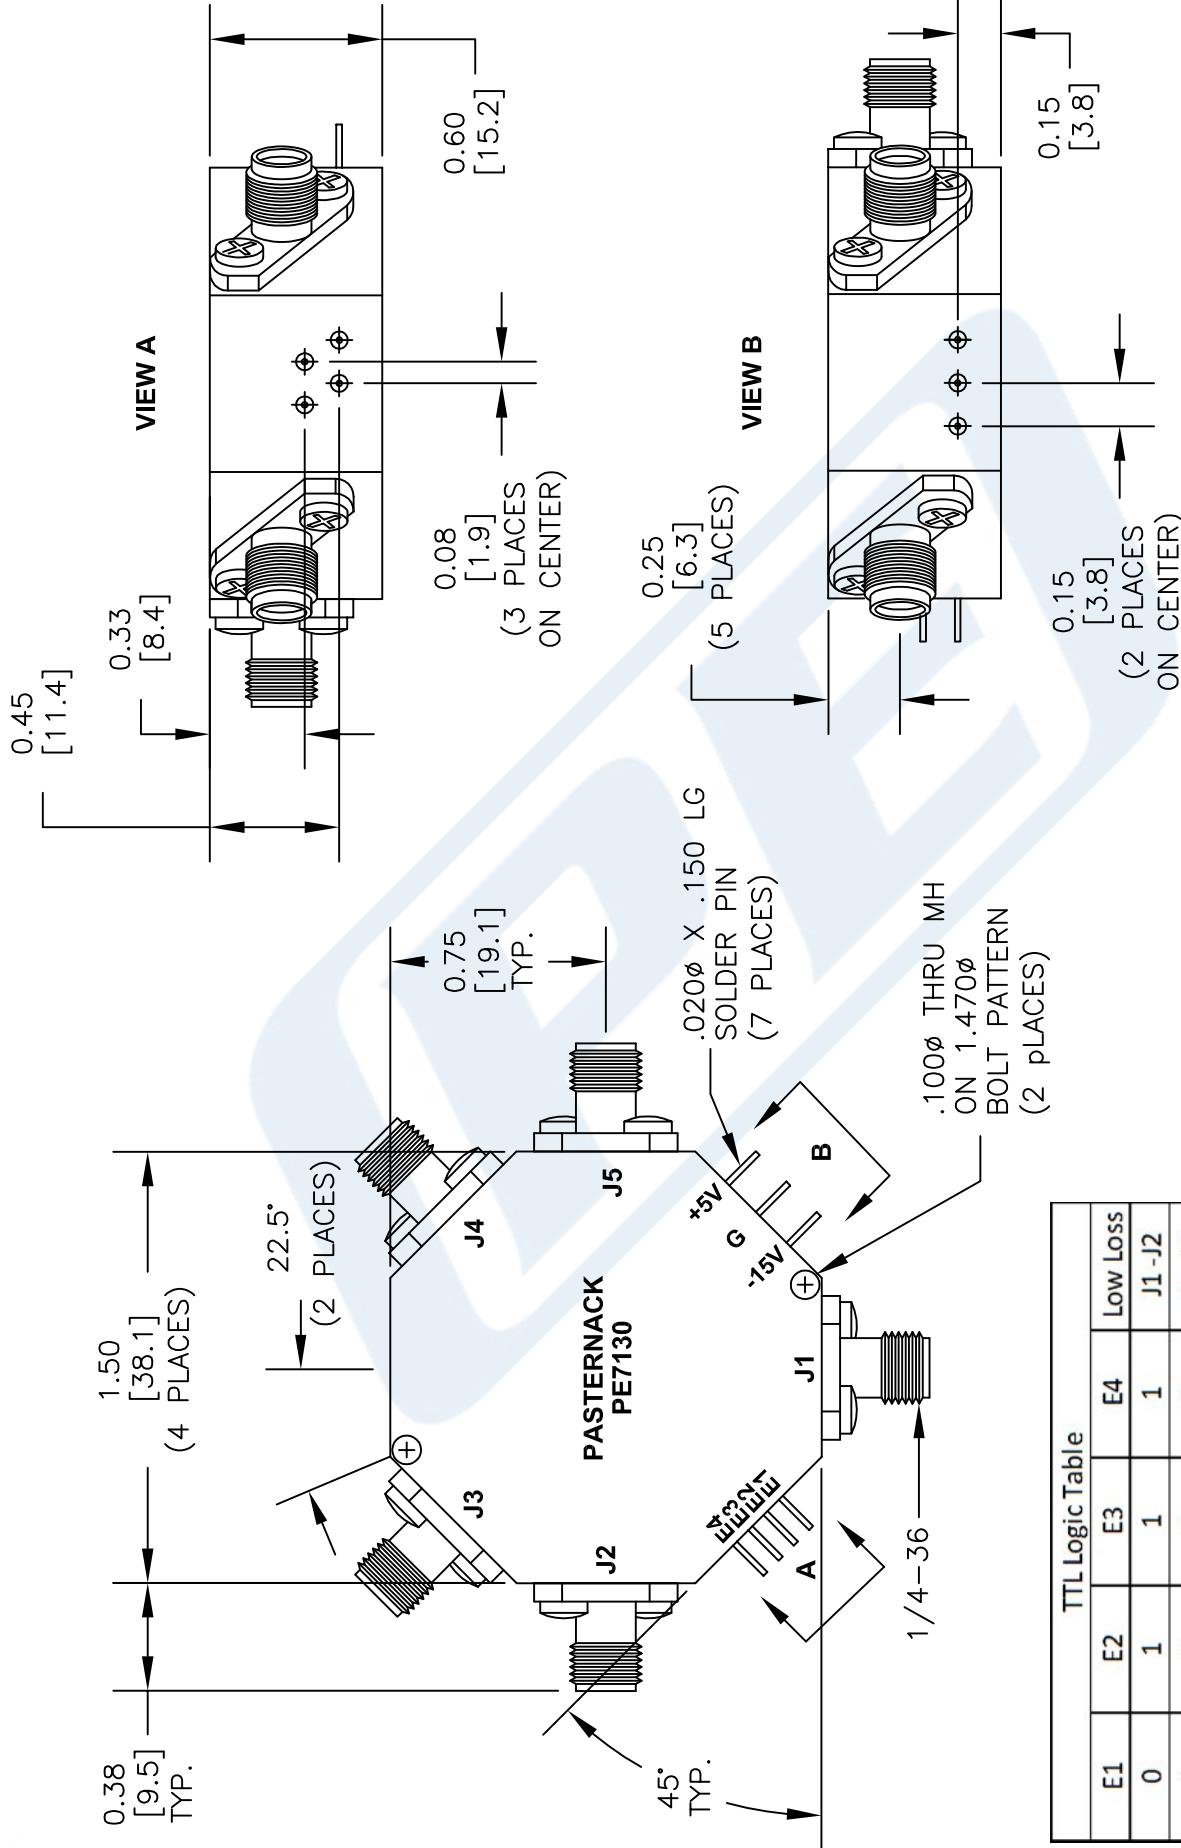 0.45
[11.4]
0.33
[8.4]
VIEW A
0.60
[15.2]
0.08
[1.9]
(3 PLACES
ON CENTER)
0.25
[6.3]
(5 PLACES)
VIEW B
0.15
[3.8]
0.15
[3.8]
(2 PLACES
ON CENTER)
0.38
[9.5]
TYP.
1.50
[38.1]
(4 PLACES)
22.5°
(2 PLACES)
0.75
[19.1]
TYP.
J3
J4
J2
J5
PASTERNACK
PE7130
+5V
G
-15V
J1
E4
E3
E2
E1
A
B
.020ø X .150 LG
SOLDER PIN
(7 PLACES)
.100ø THRU MH
ON 1.470ø
BOLT PATTERN
(2 pLACES)
45°
TYP.
1/4-36
TTL Logic Table
E1 E2 E3 E4 Low Loss
0 1 1 1 J1-J2
PE